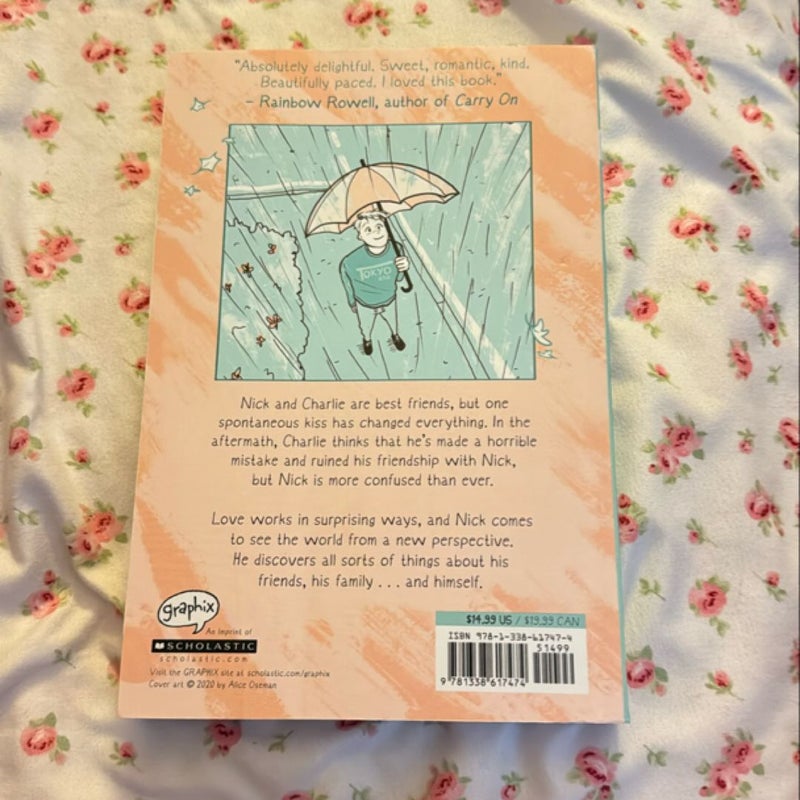 "Absolutely delightful. Sweet, romantic, kind.
Beautifully paced. I loved this book."
– Rainbow Rowell, author of Carry On
TOKYO
Nick and Charlie are best friends, but one
spontaneous kiss has changed everything. In the
aftermath, Charlie thinks that he's made a horrible
mistake and ruined his friendship with Nick,
but Nick is more confused than ever.
Love works in surprising ways, and Nick comes
to see the world from a new perspective.
He discovers all sorts of things about his
friends, his family . . . and himself.
graphix
An Imprint of
SCHOLASTIC
scholastic.com
Visit the GRAPHIX site at scholastic.com/graphix
Cover art © 2020 by Alice Oseman
$14.99 US / $19.99 CAN
ISBN 978-1-338-61747-4
51499
9 781338 617474